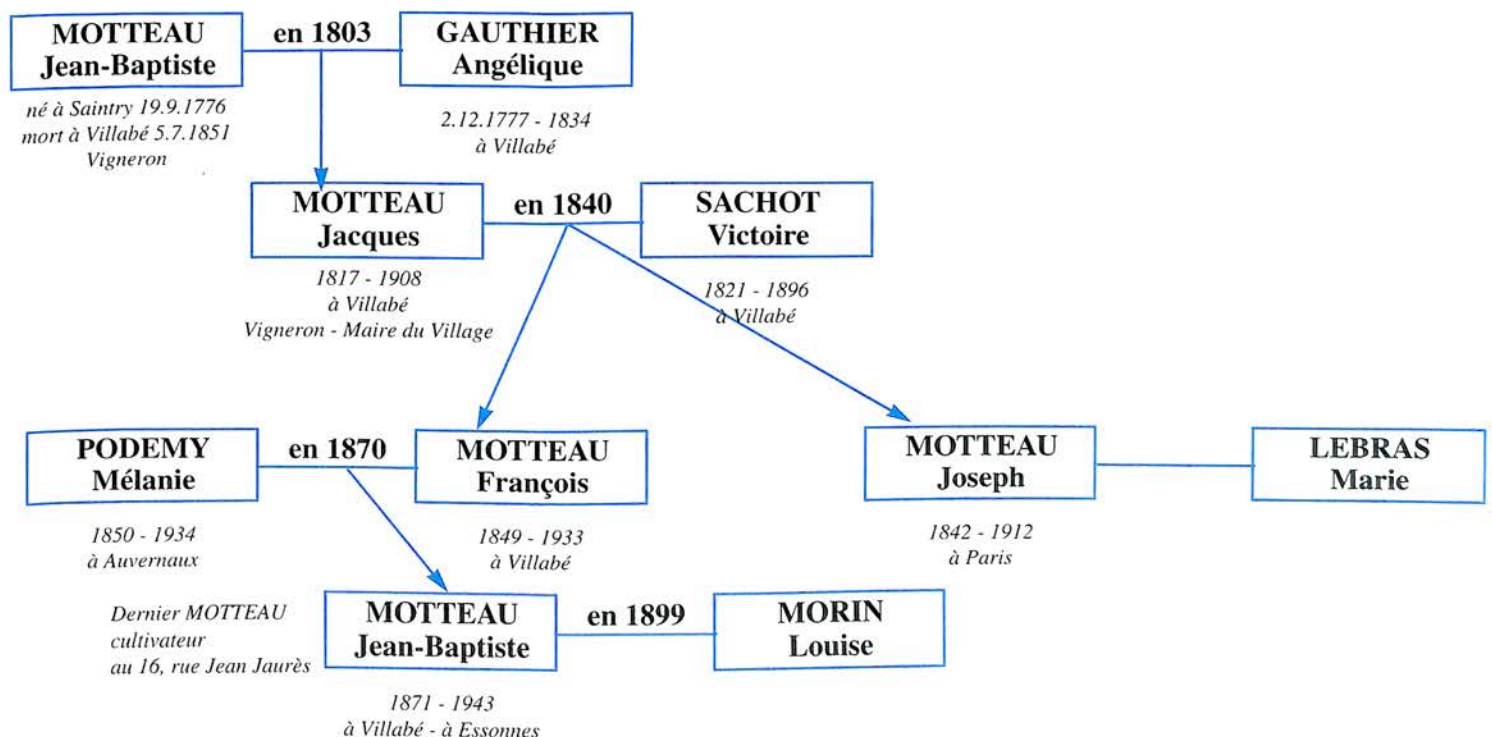 MOTTEAU
Jean-Baptiste
en 1803
GAUTHIER
Angélique
né à Saintry 19.9.1776
mort à Villabé 5.7.1851
Vigneron
2.12.1777 - 1834
à Villabé
MOTTEAU
Jacques
en 1840
SACHOT
Victoire
1817 - 1908
à Villabé
Vigneron - Maire du Village
1821 - 1896
à Villabé
PODEMY
Mélanie
en 1870
MOTTEAU
François
MOTTEAU
Joseph
LEBRAS
Marie
1850 - 1934
à Auvernaux
1849 - 1933
à Villabé
1842 - 1912
à Paris
Dernier MOTTEAU
cultivateur
au 16, rue Jean Jaurès
MOTTEAU
Jean-Baptiste
en 1899
MORIN
Louise
1871 - 1943
à Villabé - à Essonnes